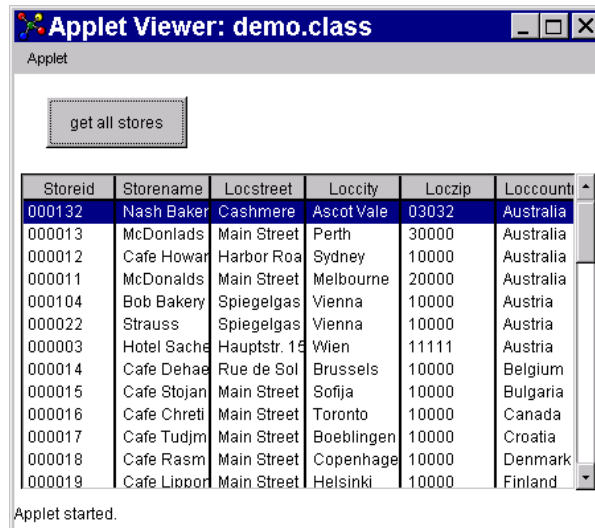 Applet Viewer: demo.class
Applet
get all stores
Storeid Storename Locstreet Loccity Loczip Loccount
000132 Nash Baker Cashmere Ascot Vale 03032 Australia
000013 McDonlads Main Street Perth 30000 Australia
000012 Cafe Howar Harbor Roa Sydney 10000 Australia
000011 McDonalds Main Street Melbourne 20000 Australia
000104 Bob Bakery Spiegelgas Vienna 10000 Austria
000022 Strauss Spiegelgas Vienna 10000 Austria
000003 Hotel Sache Hauptstr. 15 Wien 11111 Austria
000014 Cafe Dehae Rue de Sol Brussels 10000 Belgium
000015 Cafe Stojan Main Street Sofija 10000 Bulgaria
000016 Cafe Chreti Main Street Toronto 10000 Canada
000017 Cafe Tudjm Main Street Boeblingen 10000 Croatia
000018 Cafe Rasm Main Street Copenhage 10000 Denmark
000019 Cafe Lippor Main Street Helsinki 10000 Finland
Applet started.